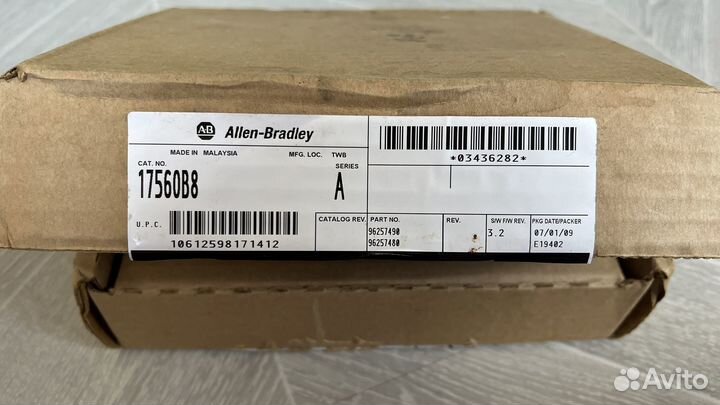 AB Allen-Bradley
MADE IN MALAYSIA MFG. LOC. TWB
CAT. NO. SERIES
17560B8 A
U.P.C.
10612598171412
*03436282*
CATALOG REV. PART NO. REV. S/W F/W REV. PKG DATE/PACKER
96257490 3.2 07/01/09
96257480 E19402
Avito